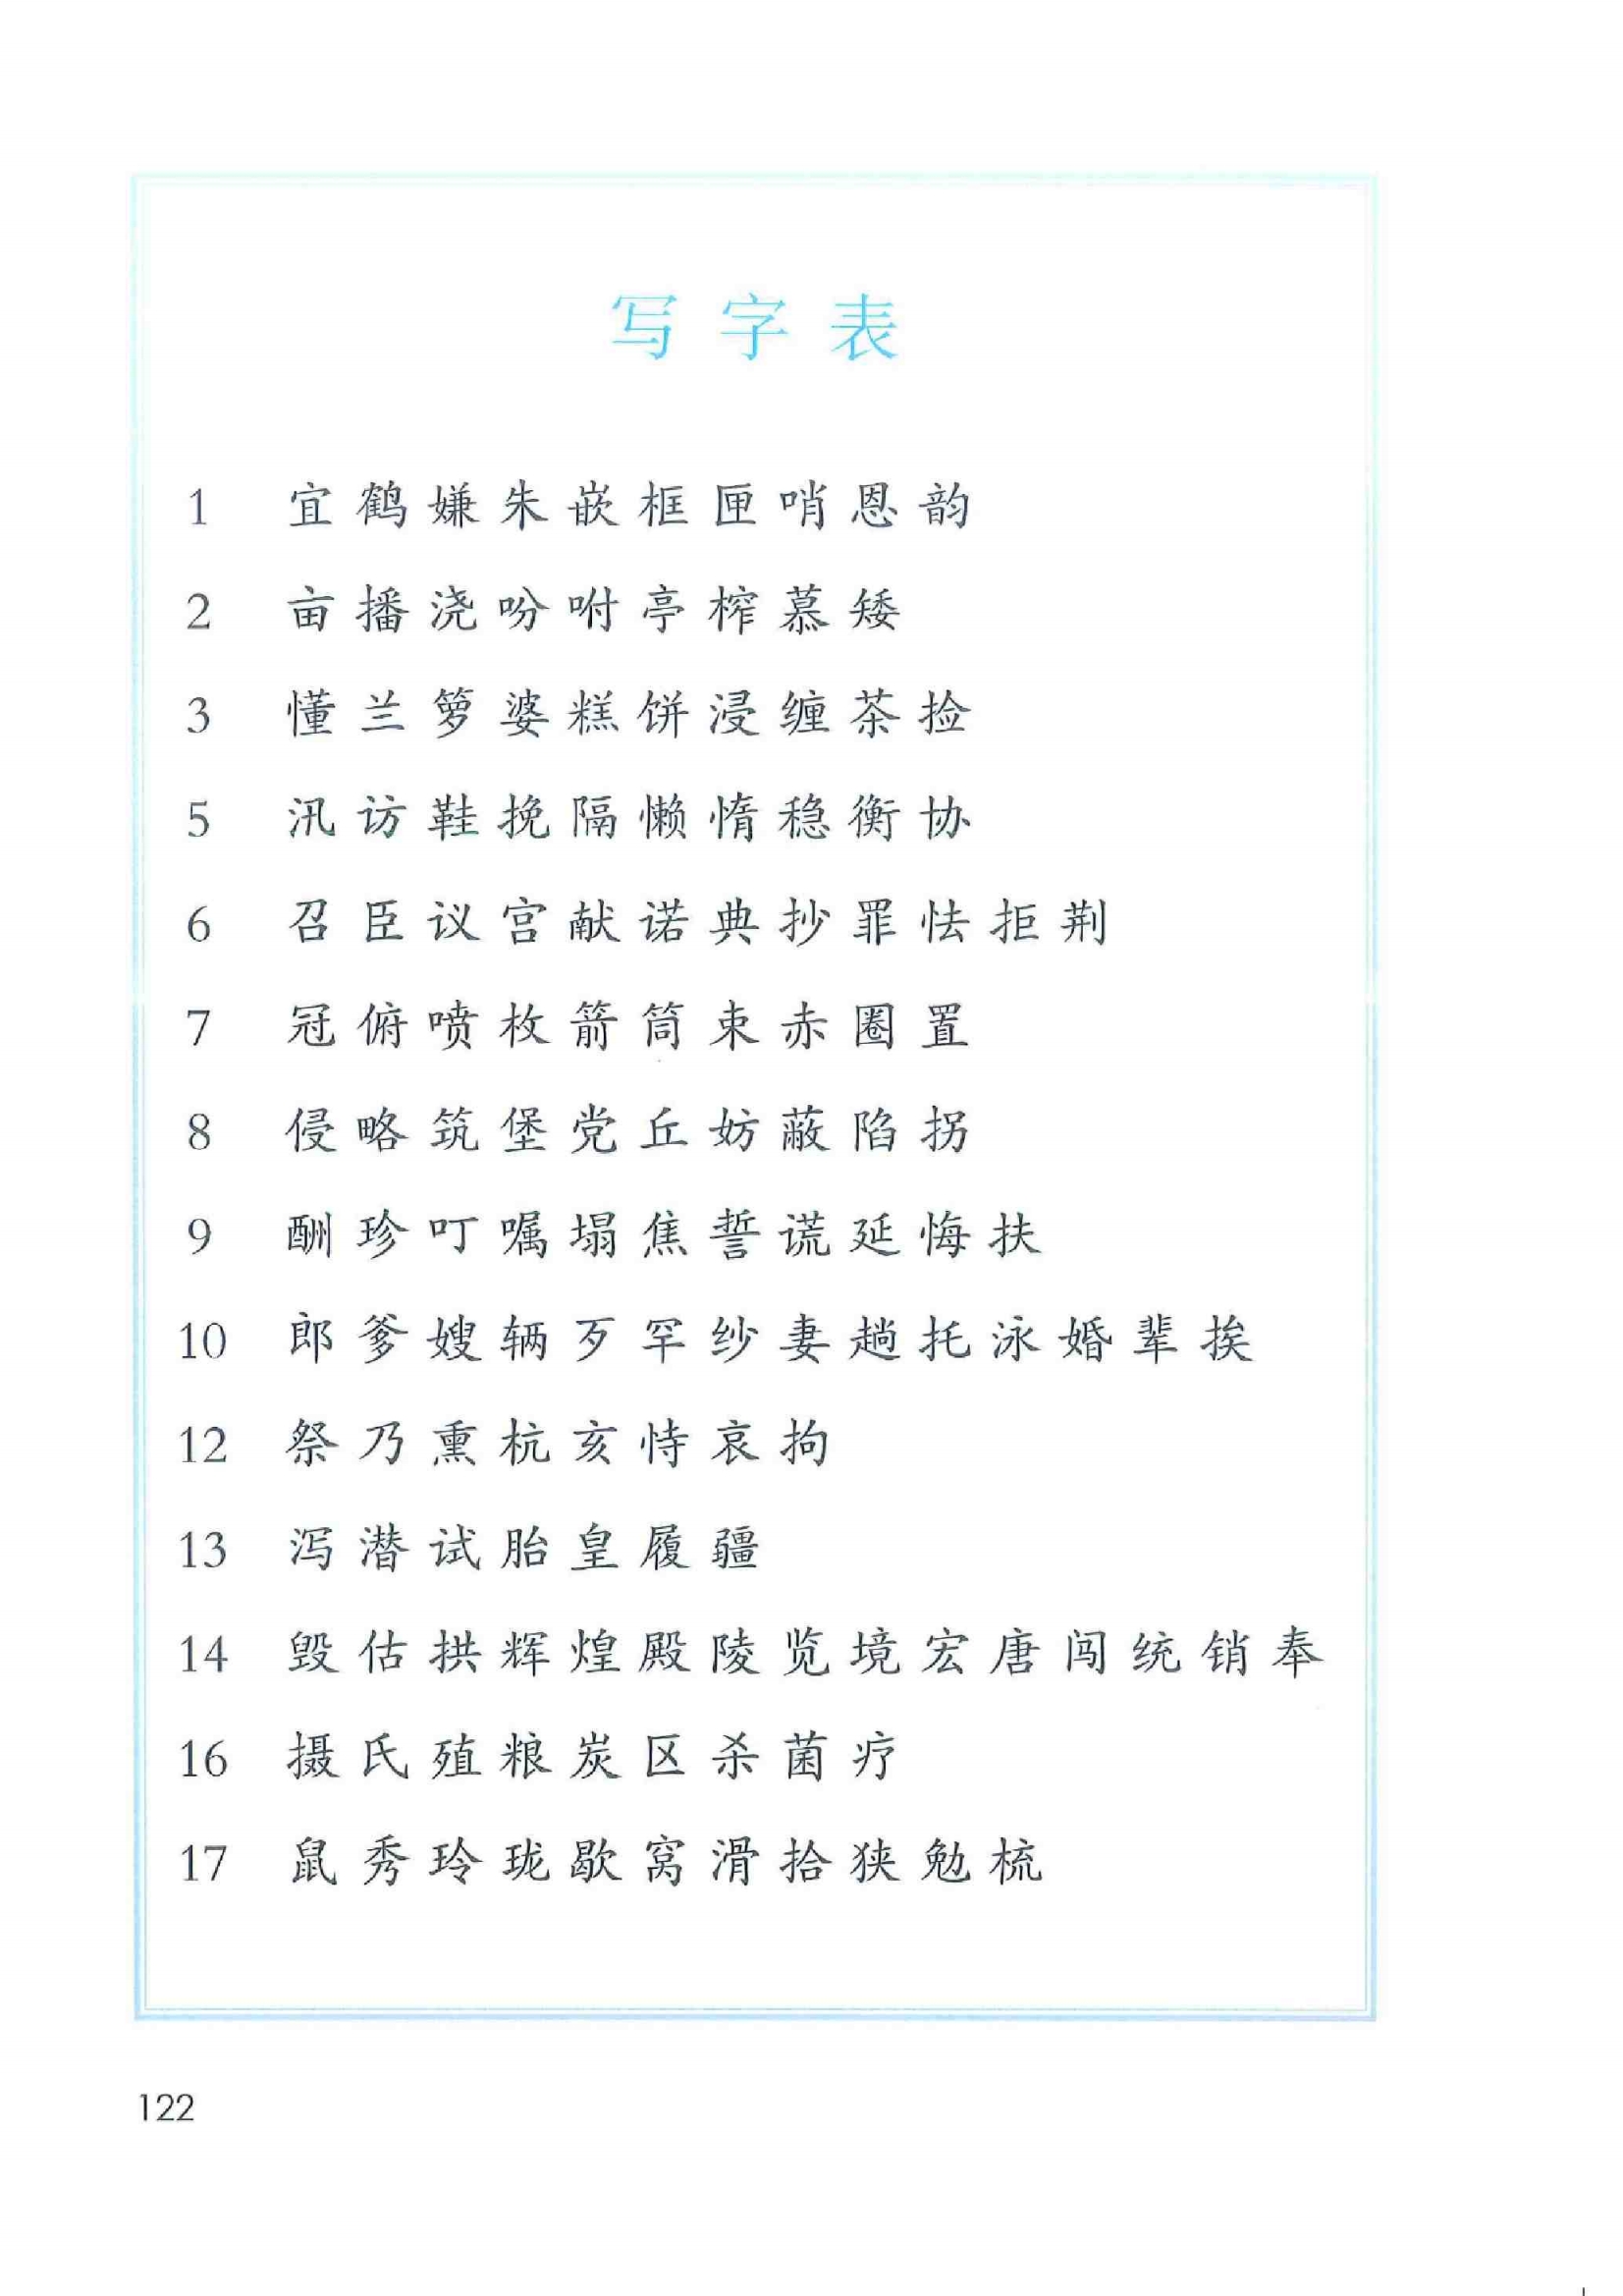 写字表
1 宜鹤嫌朱嵌框匣哨恩韵
2 亩播浇吩咐亭榨慕矮
3 懂兰箩婆糕饼浸缠茶捡
5 汛访鞋挽隔懒惰稳衡协
6 召臣议宫献诺典抄罪怯拒荆
7 冠俯喷枚箭筒束赤圈置
8 侵略筑堡党丘妨蔽陷拐
9 酬珍叮嘱塌焦誓谎延悔扶
10 郎爹嫂辆歹罕纱妻趟托泳婚辈挨
12 祭乃熏杭亥恃哀拘
13 泻潜试胎皇履疆
14 毁估拱辉煌殿陵览境宏唐闯统销奉
16 摄氏殖粮炭区杀菌疗
17 鼠秀玲珑歇窝滑拾狭勉梳
122